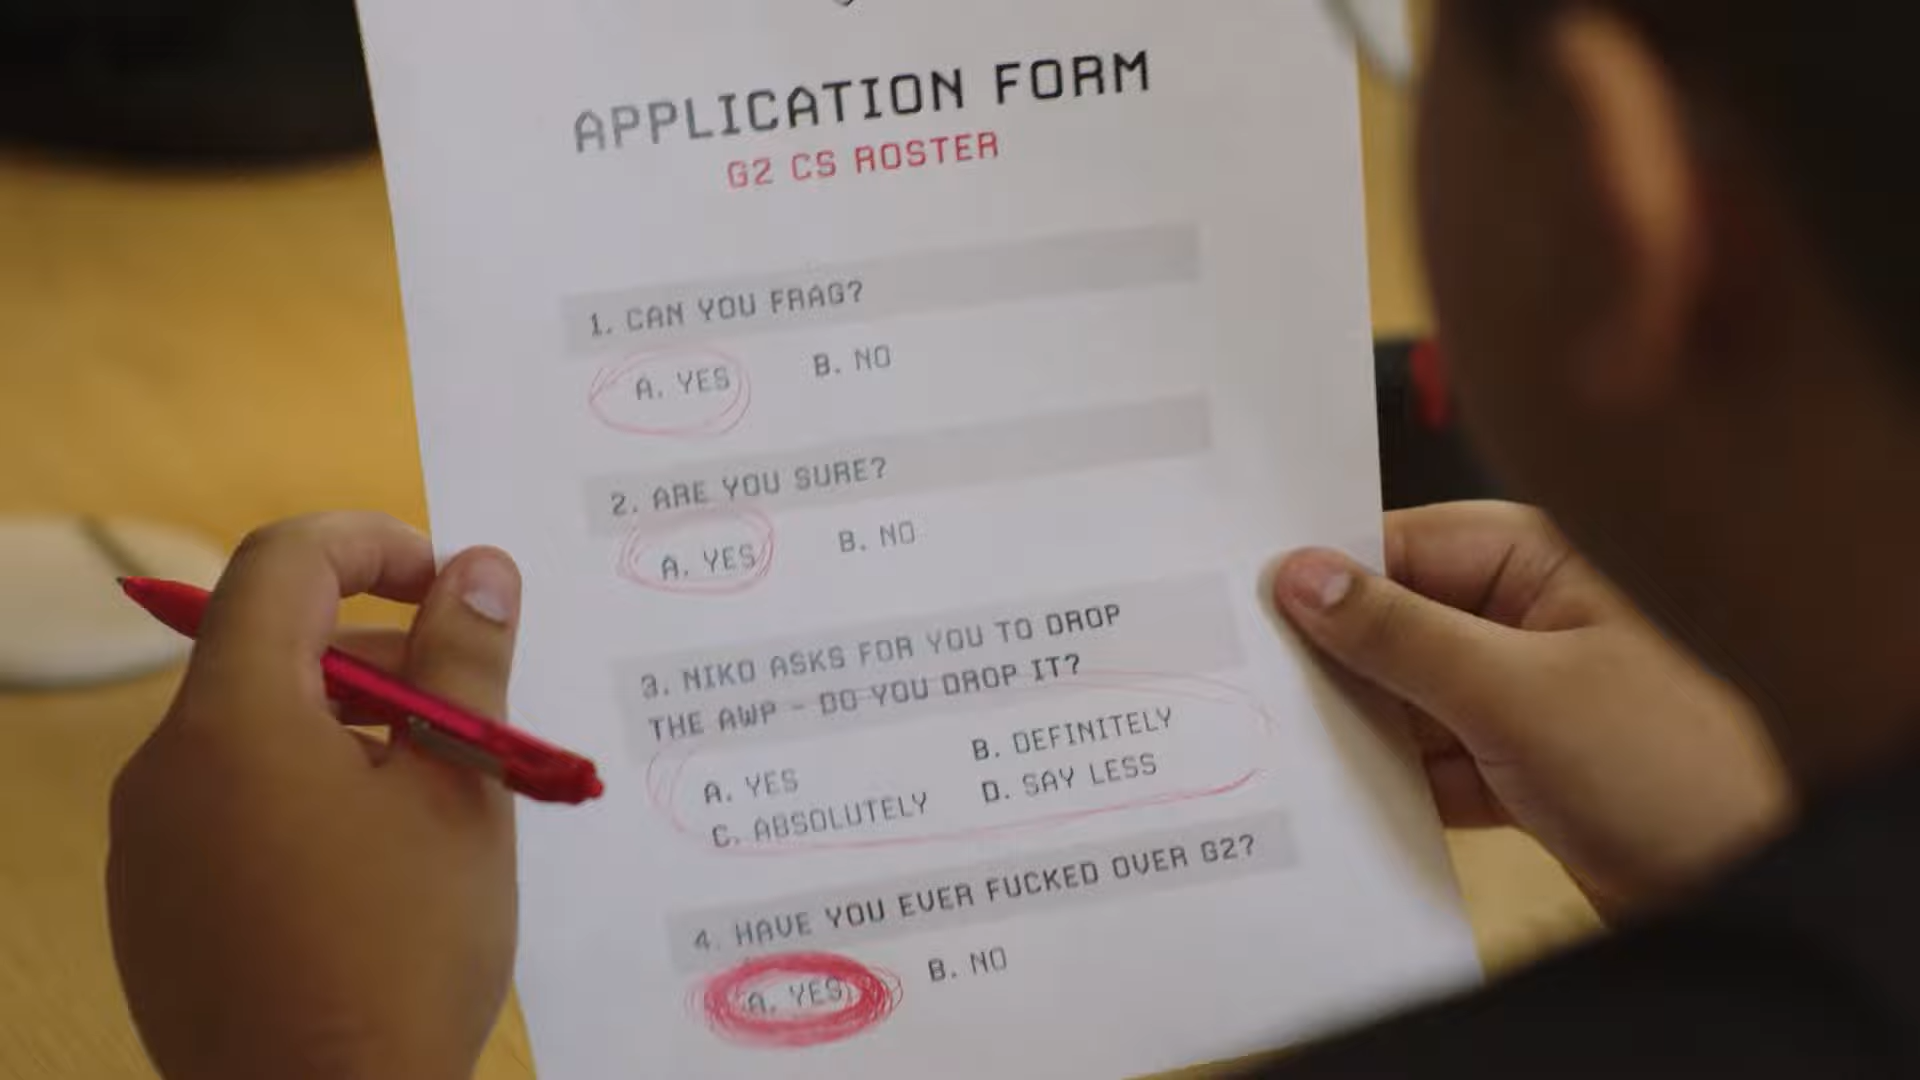 APPLICATION FORM
G2 CS ROSTER
1. CAN YOU FRAG?
A. YES B. NO
2. ARE YOU SURE?
A. YES B. NO
3. NIKO ASKS FOR YOU TO DROP
THE AWP - DO YOU DROP IT?
A. YES B. DEFINITELY
C. ABSOLUTELY D. SAY LESS
4. HAVE YOU EVER FUCKED OVER G2?
A. YES B. NO